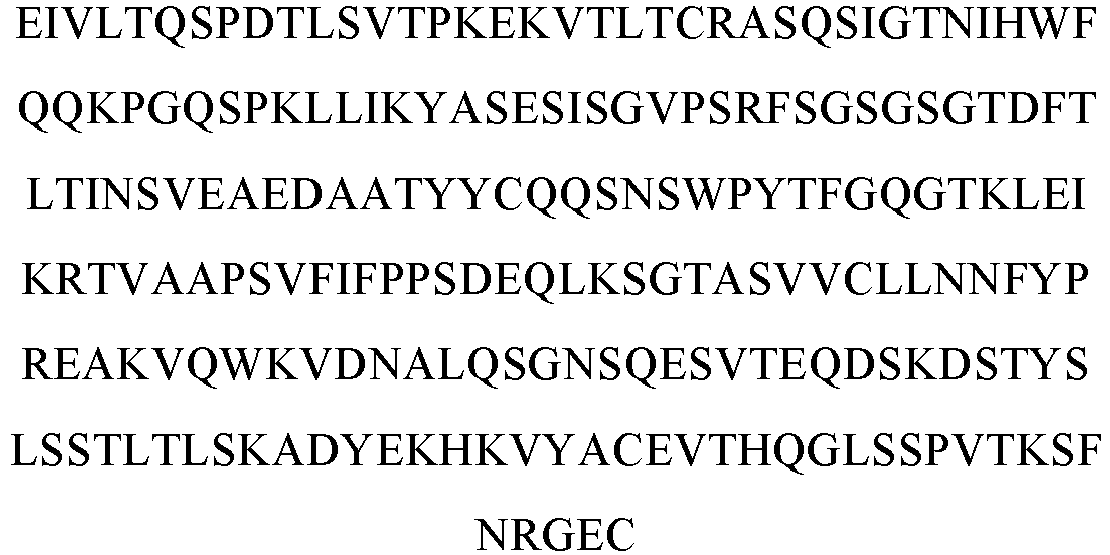 EIVLTQSPDTLSVTPKEKVTLTCRASQSIGTNIHWF
QQKPGQSPKLLIKYASESISGVPSRFSGSGSGTDFT
LTINSVEAEDAATYYCQQSNSWPYTFGQGTKLEI
KRTVAAPSVFIFPPSDEQLKSGTASVVCLLNNFYP
REAKVQWKVDNALQSGNSQESVTEQDSKDSTYS
LSSTLTLSKADYEKHKVYACEVTHQGLSSPVTKSF
NRGEC